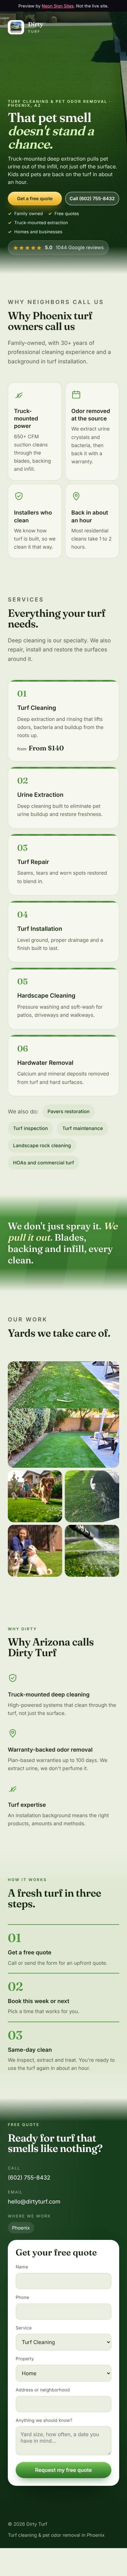 Preview by Neon Sign Sites. Not the live site.
Dirty
TURF
TURF CLEANING & PET ODOR REMOVAL ·
PHOENIX, AZ
That pet smell
doesn't stand a
chance.
Truck-mounted deep extraction pulls pet
urine out of the infill, not just off the surface.
Kids and pets are back on the turf in about
an hour.
Get a free quote
Call (602) 755-8432
✓ Family owned ✓ Free quotes
✓ Truck-mounted extraction
✓ Homes and businesses
★★★★★ 5.0 1044 Google reviews
WHY NEIGHBORS CALL US
Why Phoenix turf
owners call us
Family-owned, with 30+ years of
professional cleaning experience and a
background in turf installation.
Truck-
mounted
power
850+ CFM
suction cleans
through the
blades, backing
and infill.
Odor removed
at the source
We extract urine
crystals and
bacteria, then
back it with a
warranty.
Installers who
clean
We know how
turf is built, so we
clean it that way.
Back in about
an hour
Most residential
cleans take 1 to 2
hours.
SERVICES
Everything your turf
needs.
Deep cleaning is our specialty. We also
repair, install and restore the surfaces
around it.
01
Turf Cleaning
Deep extraction and rinsing that lifts
odors, bacteria and buildup from the
roots up.
from From $140
02
Urine Extraction
Deep cleaning built to eliminate pet
urine buildup and restore freshness.
03
Turf Repair
Seams, tears and worn spots restored
to blend in.
04
Turf Installation
Level ground, proper drainage and a
finish built to last.
05
Hardscape Cleaning
Pressure washing and soft-wash for
patios, driveways and walkways.
06
Hardwater Removal
Calcium and mineral deposits removed
from turf and hard surfaces.
We also do:
Pavers restoration
Turf inspection
Turf maintenance
Landscape rock cleaning
HOAs and commercial turf
We don't just spray it. We
pull it out. Blades,
backing and infill, every
clean.
OUR WORK
Yards we take care of.
WHY DIRTY
Why Arizona calls
Dirty Turf
Truck-mounted deep cleaning
High-powered systems that clean through the
turf, not just the surface.
Warranty-backed odor removal
Plan-based warranties up to 100 days. We
extract urine, we don't perfume it.
Turf expertise
An installation background means the right
products, amounts and methods.
HOW IT WORKS
A fresh turf in three
steps.
01
Get a free quote
Call or send the form for an upfront quote.
02
Book this week or next
Pick a time that works for you.
03
Same-day clean
We inspect, extract and treat. You're ready to
use the turf again in about an hour.
FREE QUOTE
Ready for turf that
smells like nothing?
CALL
(602) 755-8432
EMAIL
hello@dirtyturf.com
WHERE WE WORK
Phoenix
Get your free quote
Name
Phone
Service
Turf Cleaning
Property
Home
Address or neighborhood
Anything we should know?
Yard size, how often, a date you
have in mind...
Request my free quote
© 2026 Dirty Turf
Turf cleaning & pet odor removal in Phoenix